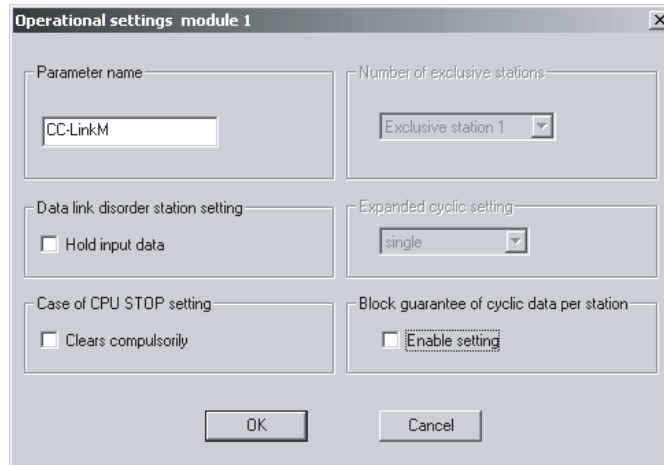 Operational settings module 1
Parameter name
CC-LinkM
Number of exclusive stations
Exclusive station 1
Data link disorder station setting
Hold input data
Expanded cyclic setting
single
Case of CPU STOP setting
Clears compulsorily
Block guarantee of cyclic data per station
Enable setting
OK
Cancel